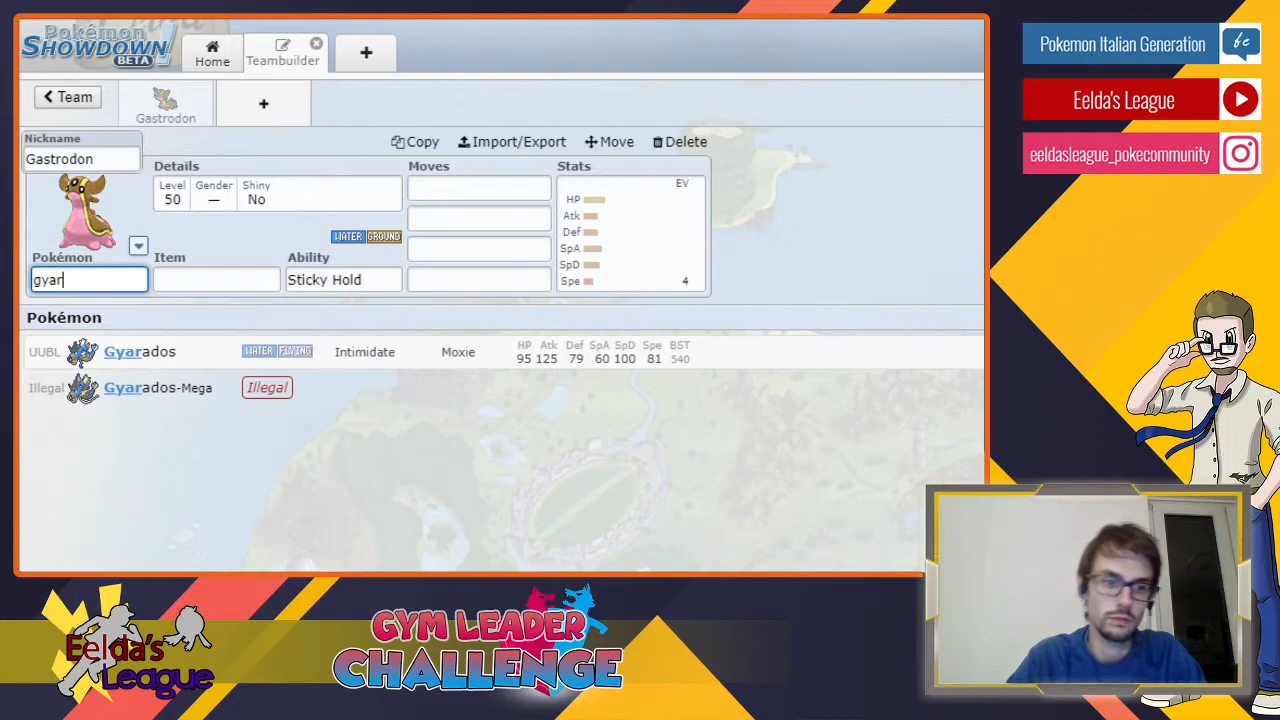 Pokémon
SHOWDOWN!
BETA
Home
Teambuilder
+
Pokemon Italian Generation
Eelda's League
eeldasleague_pokecommunity
Team
Gastrodon
+
Nickname
Gastrodon
Copy
Import/Export
Move
Delete
Details
Level
50
Gender
—
Shiny
No
WATER GROUND
Moves
Stats
EV
HP
Atk
Def
SpA
SpD
Spe
4
Pokémon
gyar
Item
Ability
Sticky Hold
Pokémon
UUBL
Gyarados
WATER FLYING
Intimidate
Moxie
HP Atk Def SpA SpD Spe BST
95 125 79 60 100 81 540
Illegal
Gyarados-Mega
Illegal
Eelda's
League
GYM LEADER
CHALLENGE